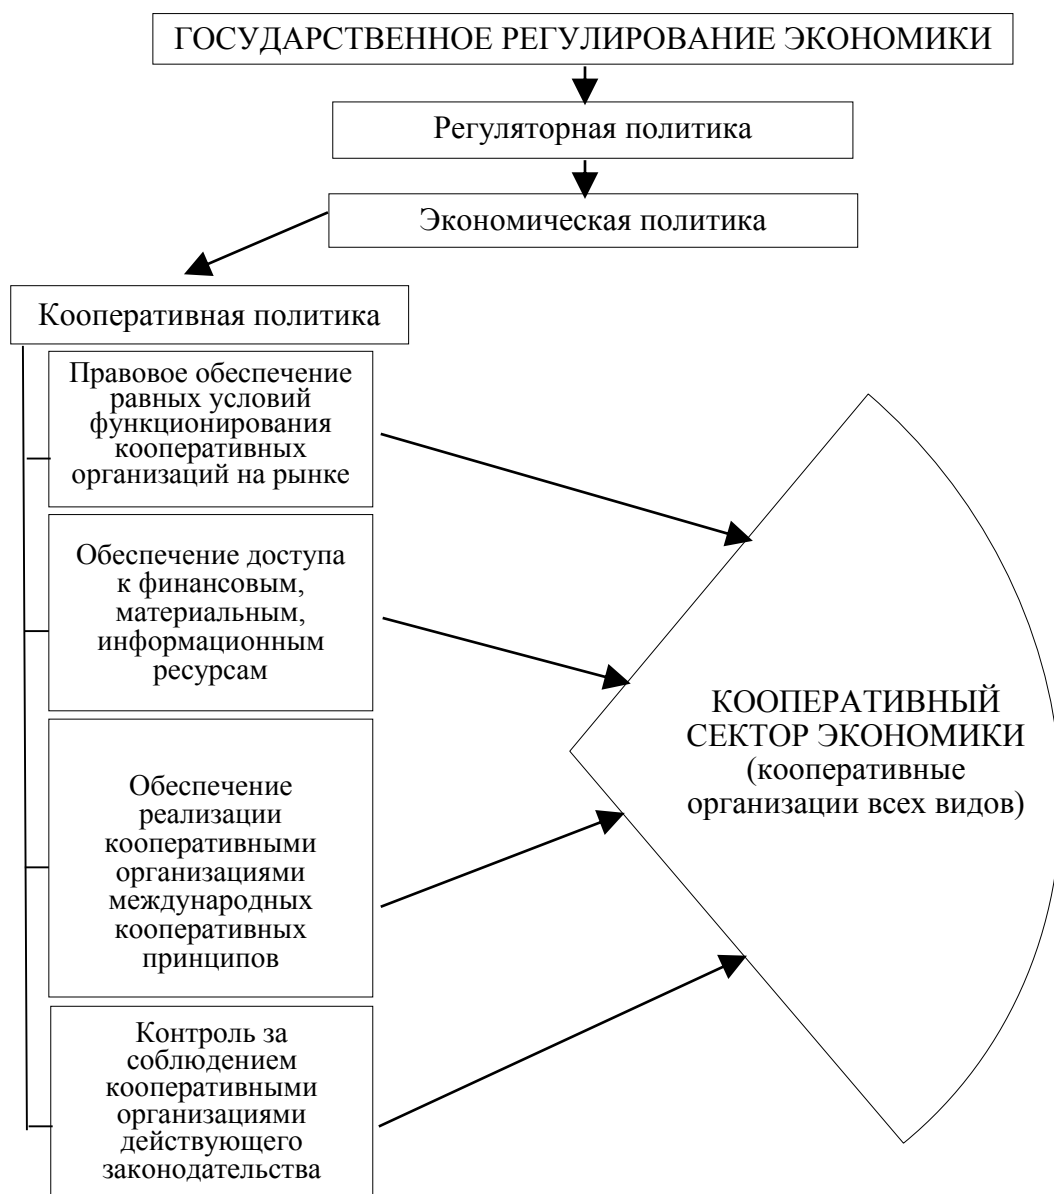 ГОСУДАРСТВЕННОЕ РЕГУЛИРОВАНИЕ ЭКОНОМИКИ
Регуляторная политика
Экономическая политика
Кооперативная политика
Правовое обеспечение
равных условий
функционирования
кооперативных
организаций на рынке
Обеспечение доступа
к финансовым,
материальным,
информационным
ресурсам
Обеспечение
реализации
кооперативными
организациями
международных
кооперативных
принципов
Контроль за
соблюдением
кооперативными
организациями
действующего
законодательства
КООПЕРАТИВНЫЙ
СЕКТОР ЭКОНОМИКИ
(кооперативные
организации всех видов)